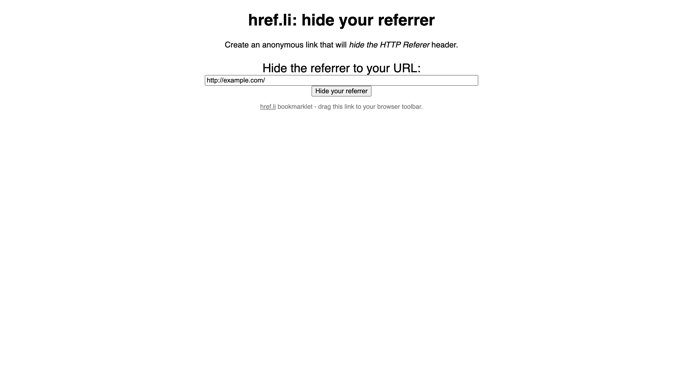 href.li: hide your referrer
Create an anonymous link that will hide the HTTP Referer header.
Hide the referrer to your URL:
http://example.com/
Hide your referrer
href.li bookmarklet - drag this link to your browser toolbar.